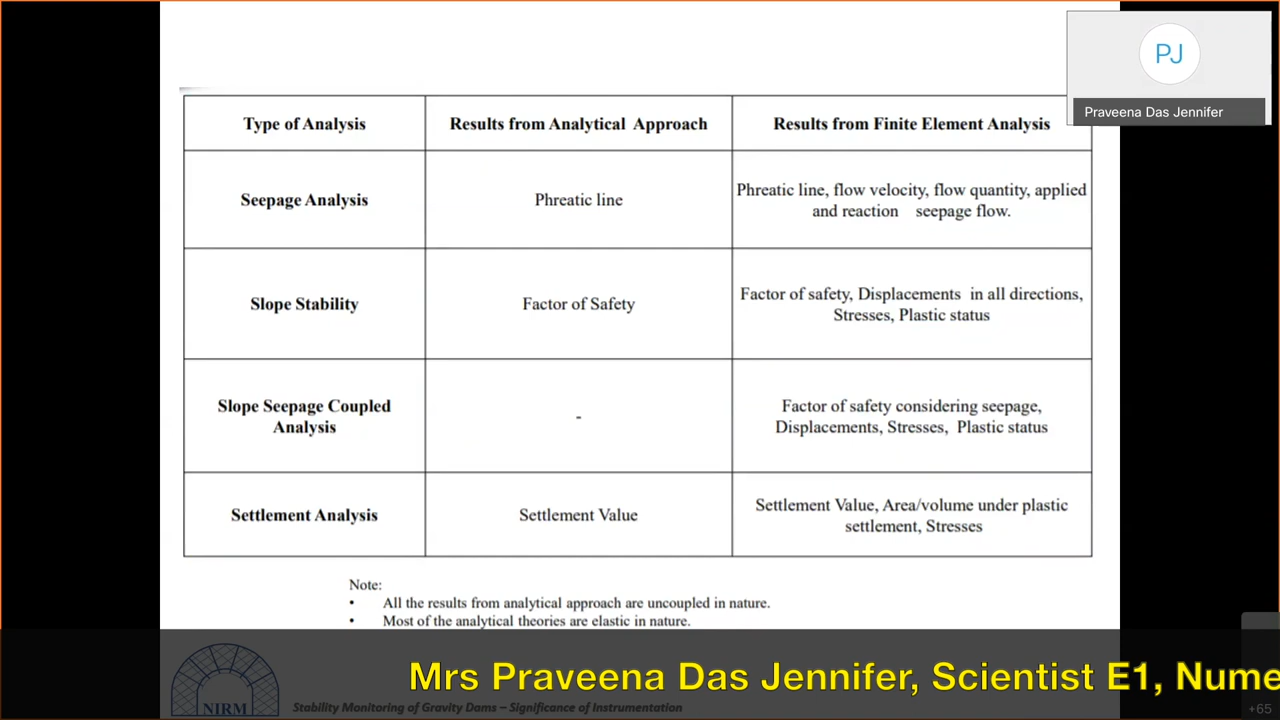 PJ
Praveena Das Jennifer
Type of Analysis
Results from Analytical Approach
Results from Finite Element Analysis
Seepage Analysis
Phreatic line
Phreatic line, flow velocity, flow quantity, applied
and reaction seepage flow.
Slope Stability
Factor of Safety
Factor of safety, Displacements in all directions,
Stresses, Plastic status
Slope Seepage Coupled
Analysis
-
Factor of safety considering seepage,
Displacements, Stresses, Plastic status
Settlement Analysis
Settlement Value
Settlement Value, Area/volume under plastic
settlement, Stresses
Note:
• All the results from analytical approach are uncoupled in nature.
• Most of the analytical theories are elastic in nature.
Mrs Praveena Das Jennifer, Scientist E1, Nume
NIRM
Stability Monitoring of Gravity Dams – Significance of Instrumentation
+65